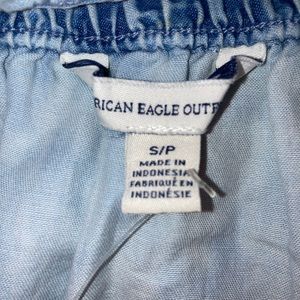 RICAN EAGLE OUTF
S/P
MADE IN
INDONESIA
FABRIQUÉ EN
INDONÉSIE